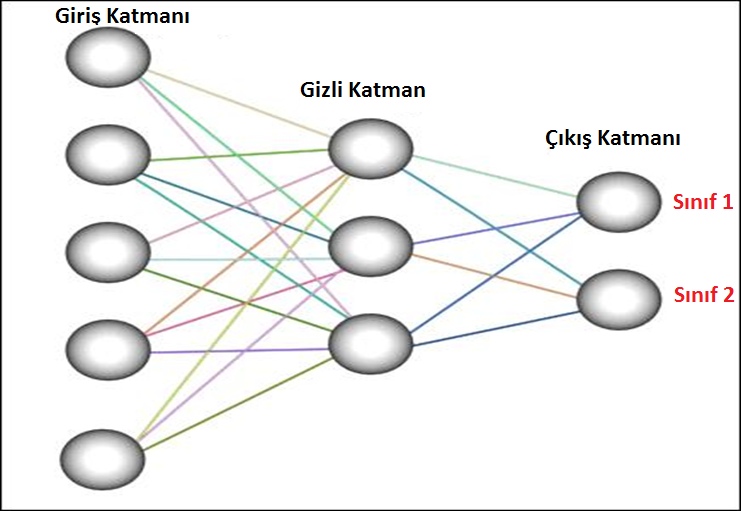 Giriş Katmanı
Gizli Katman
Çıkış Katmanı
Sınıf 1
Sınıf 2